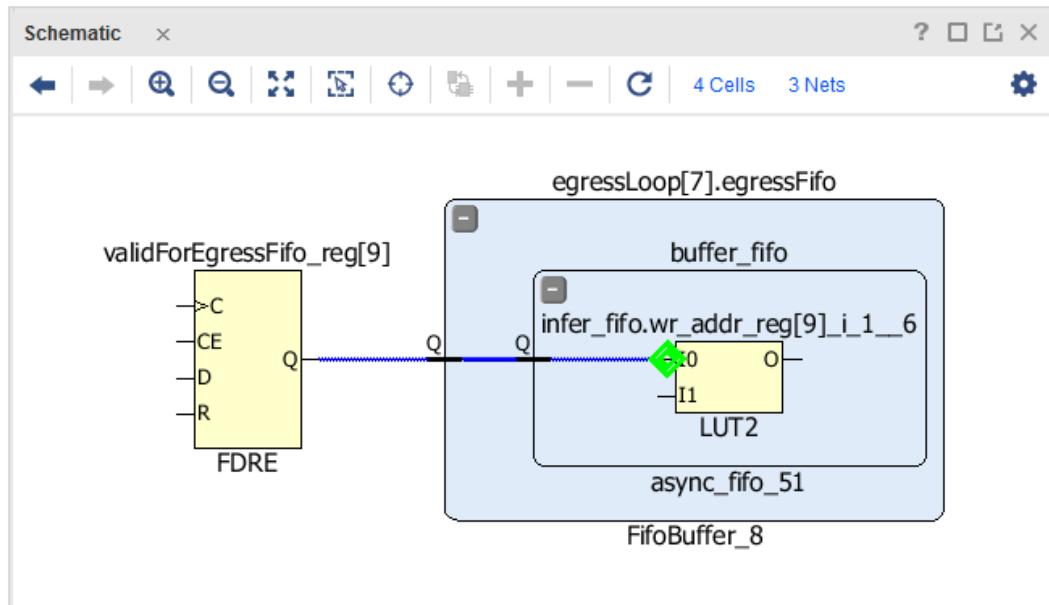 Schematic ×
4 Cells 3 Nets
egressLoop[7].egressFifo
validForEgressFifo_reg[9]
buffer_fifo
infer_fifo.wr_addr_reg[9]_i_1__6
C
CE
D
R
Q
Q
Q
I0
I1
O
LUT2
FDRE
async_fifo_51
FifoBuffer_8